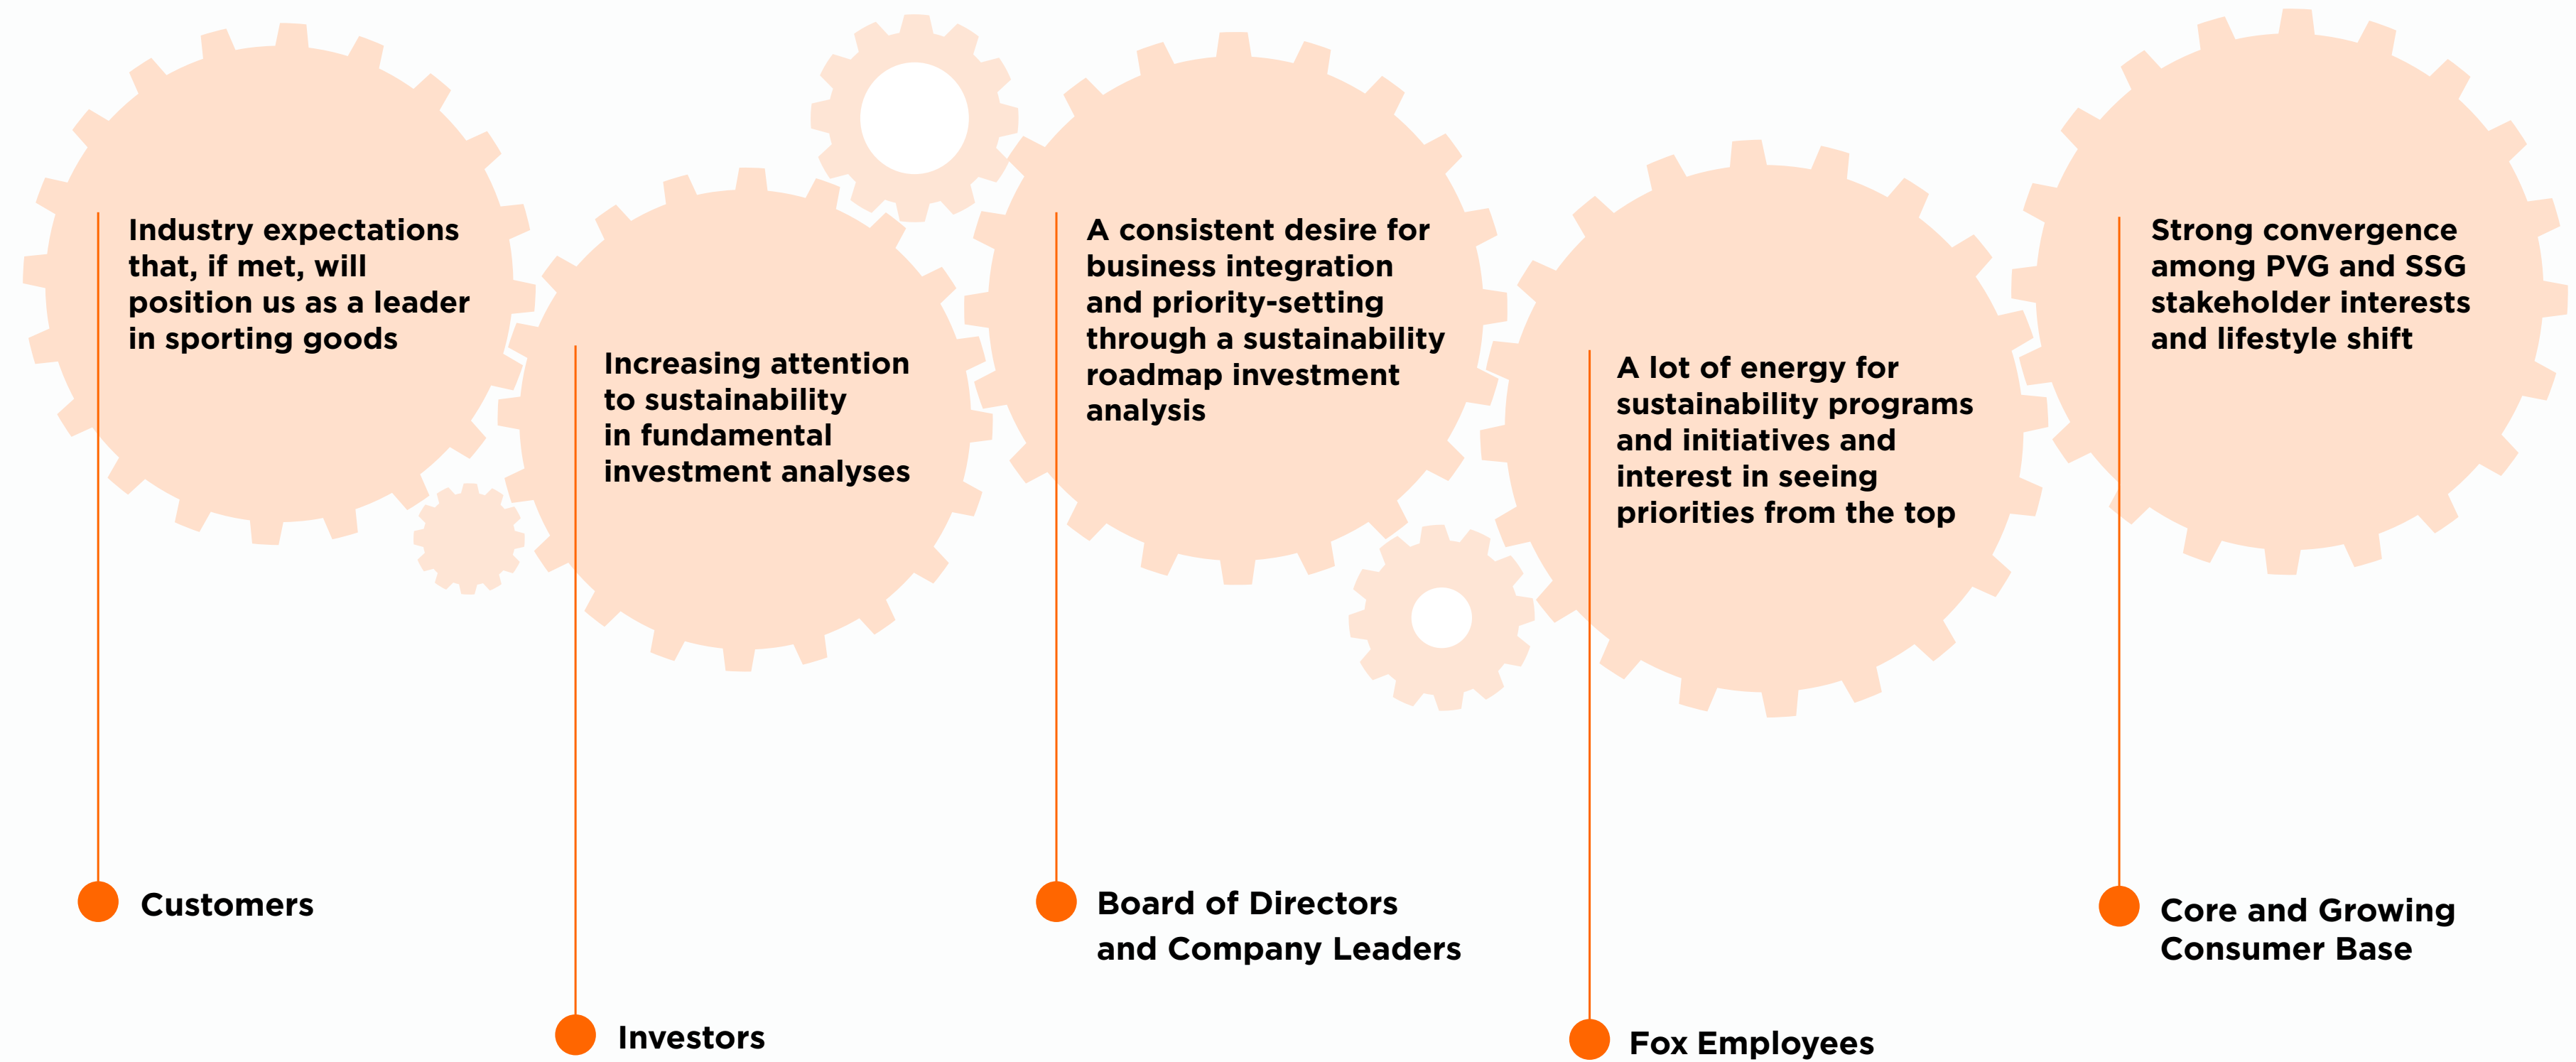 Industry expectations
that, if met, will
position us as a leader
in sporting goods
Customers
Increasing attention
to sustainability
in fundamental
investment analyses
Investors
A consistent desire for
business integration
and priority-setting
through a sustainability
roadmap investment
analysis
Board of Directors
and Company Leaders
A lot of energy for
sustainability programs
and initiatives and
interest in seeing
priorities from the top
Fox Employees
Strong convergence
among PVG and SSG
stakeholder interests
and lifestyle shift
Core and Growing
Consumer Base